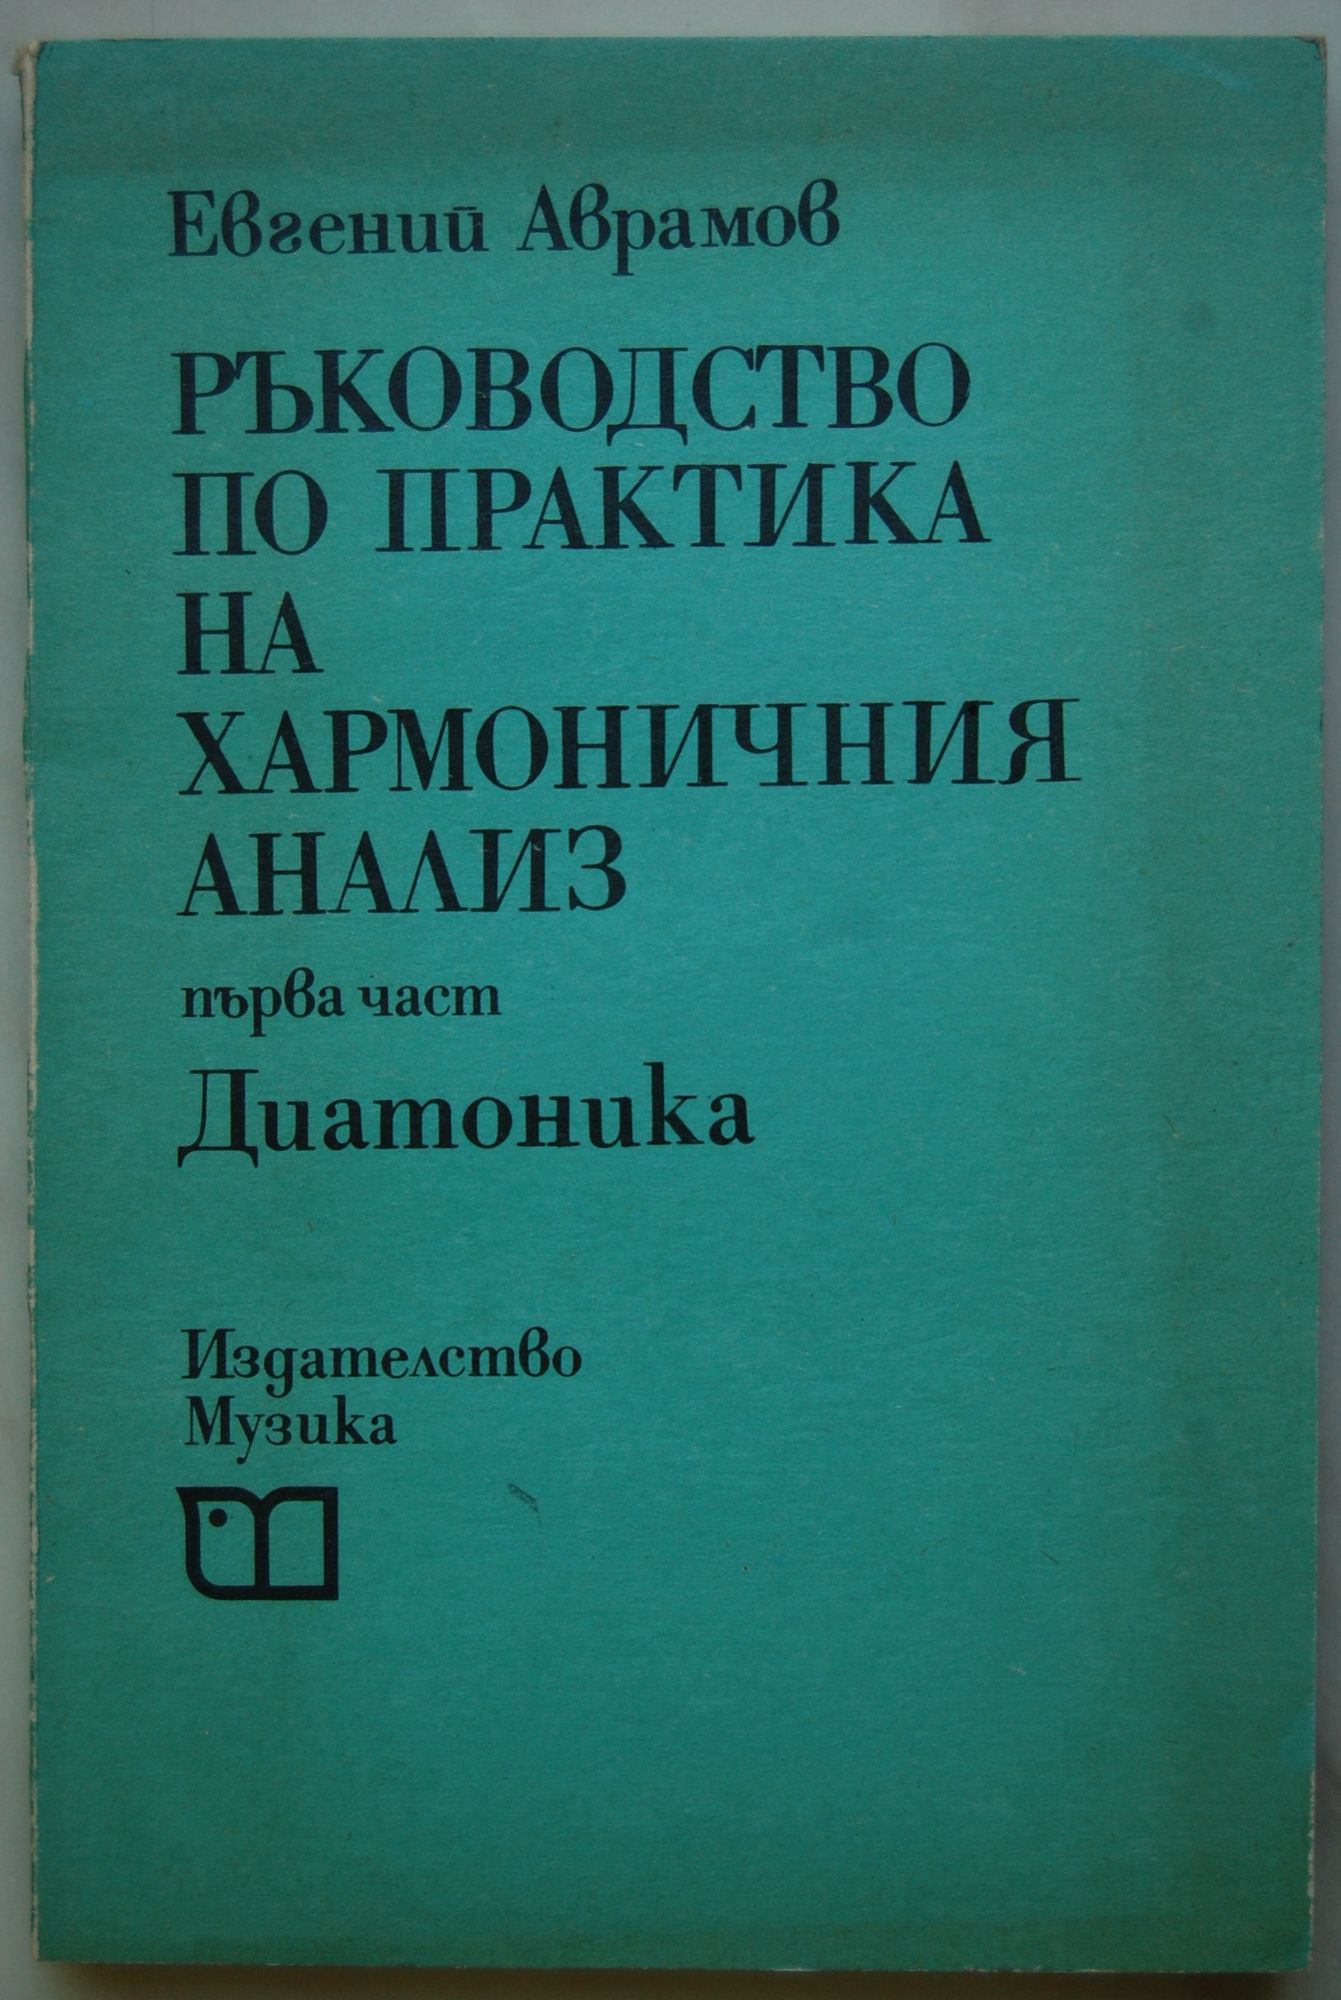 Евгений Аврамов
РЪКОВОДСТВО
ПО ПРАКТИКА
НА
ХАРМОНИЧНИЯ
АНАЛИЗ
първа част
Диатоника
Издателство
Музика